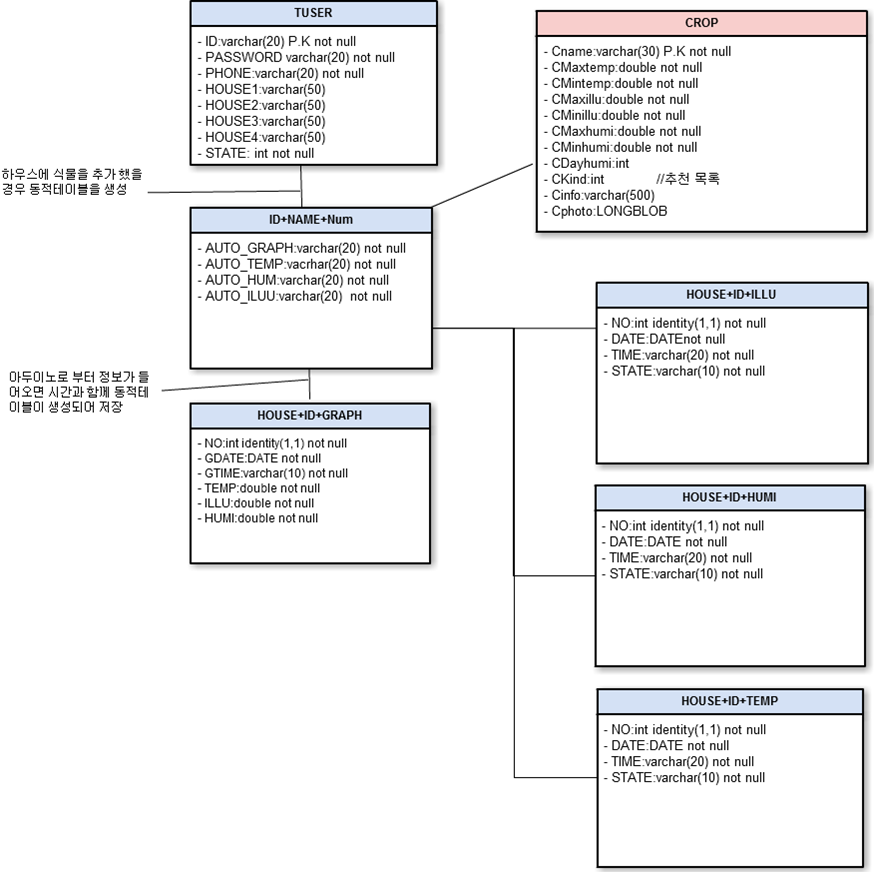 TUSER
- ID:varchar(20) P.K not null
- PASSWORD varchar(20) not null
- PHONE:varchar(20) not null
- HOUSE1:varchar(50)
- HOUSE2:varchar(50)
- HOUSE3:varchar(50)
- HOUSE4:varchar(50)
- STATE: int not null
CROP
- Cname:varchar(30) P.K not null
- CMaxtemp:double not null
- CMintemp:double not null
- CMaxillu:double not null
- CMinillu:double not null
- CMaxhumi:double not null
- CMinhumi:double not null
- CDayhumi:int
- CKind:int //추천 목록
- Cinfo:varchar(500)
- Cphoto:LONGBLOB
하우스에 식물을 추가 했을
경우 동적테이블을 생성
ID+NAME+Num
- AUTO_GRAPH:varchar(20) not null
- AUTO_TEMP:vacrhar(20) not null
- AUTO_HUM:varchar(20) not null
- AUTO_ILUU:varchar(20) not null
아두이노로 부터 정보가 들
어오면 시간과 함께 동적테
이블이 생성되어 저장
HOUSE+ID+GRAPH
- NO:int identity(1,1) not null
- GDATE:DATE not null
- GTIME:varchar(10) not null
- TEMP:double not null
- ILLU:double not null
- HUMI:double not null
HOUSE+ID+ILLU
- NO:int identity(1,1) not null
- DATE:DATEnot null
- TIME:varchar(20) not null
- STATE:varchar(10) not null
HOUSE+ID+HUMI
- NO:int identity(1,1) not null
- DATE:DATE not null
- TIME:varchar(20) not null
- STATE:varchar(10) not null
HOUSE+ID+TEMP
- NO:int identity(1,1) not null
- DATE:DATE not null
- TIME:varchar(20) not null
- STATE:varchar(10) not null